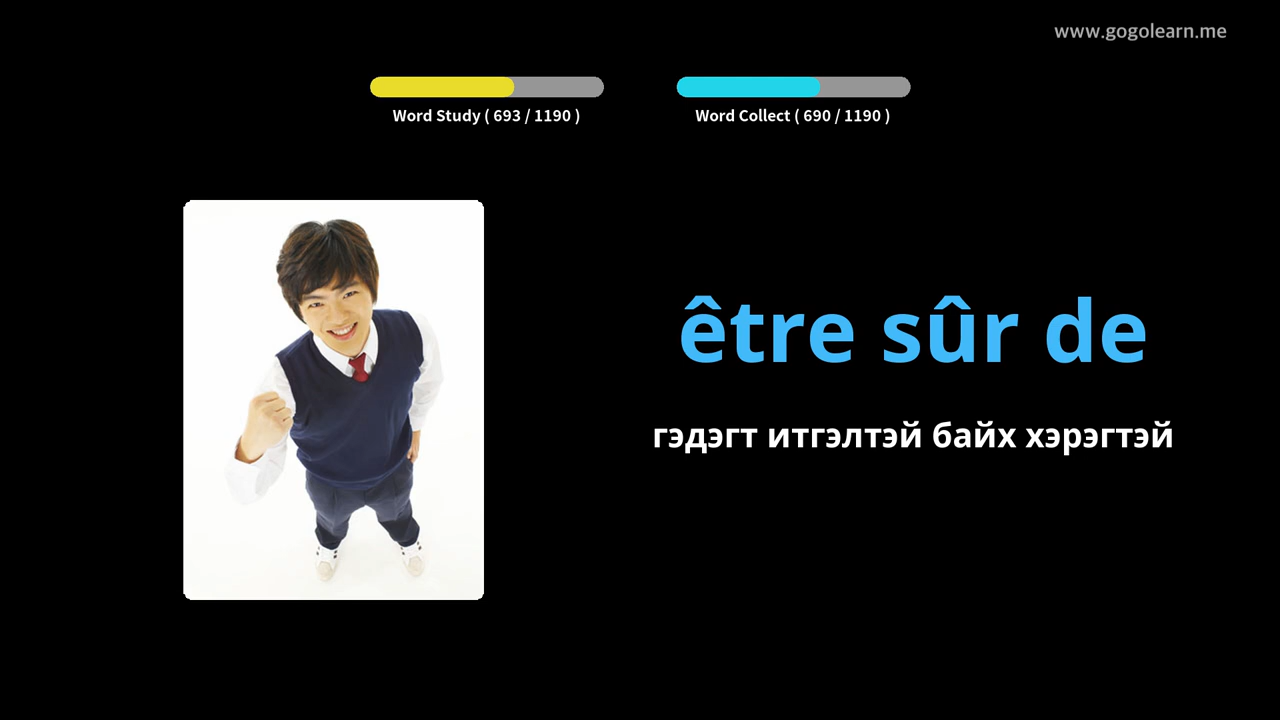 www.gogolearn.me
Word Study ( 693 / 1190 )
Word Collect ( 690 / 1190 )
être sûr de
гэдэгт итгэлтэй байх хэрэгтэй